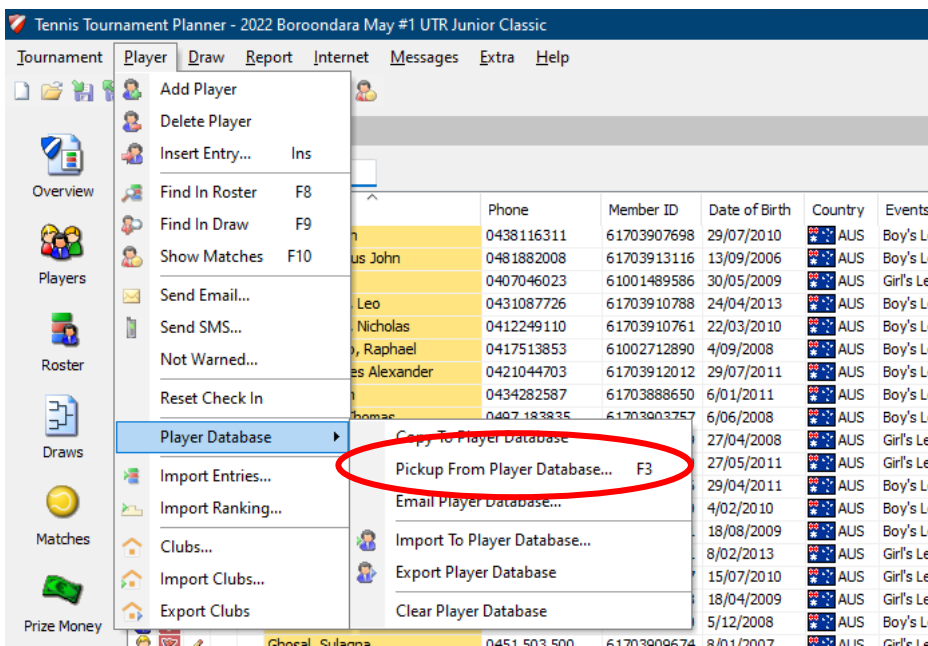 Tennis Tournament Planner - 2022 Boroondara May #1 UTR Junior Classic
Tournament Player Draw Report Internet Messages Extra Help
Add Player
Delete Player
Insert Entry... Ins
Find In Roster F8
Find In Draw F9
Show Matches F10
Send Email...
Send SMS...
Not Warned...
Reset Check In
Player Database
Import Entries...
Import Ranking...
Clubs...
Import Clubs...
Export Clubs
Copy To Player Database
Pickup From Player Database... F3
Email Player Database...
Import To Player Database...
Export Player Database
Clear Player Database
Overview
Players
Roster
Draws
Matches
Prize Money
Phone Member ID Date of Birth Country Events
0438116311 61703907698 29/07/2010 AUS Boy's
us John 0481882008 61703913116 13/09/2006 AUS Boy's
0407046023 61001489586 30/05/2009 AUS Girl's
Leo 0431087726 61703910788 24/04/2013 AUS Boy's
Nicholas 0412249110 61703910761 22/03/2010 AUS Boy's
, Raphael 0417513853 61002712890 4/09/2008 AUS Boy's
es Alexander 0421044703 61703912012 29/07/2011 AUS Boy's
0434282587 61703888650 6/01/2011 AUS Boy's
Thomas 0497 183835 61703903757 6/06/2008 AUS Boy's
27/04/2008 AUS Girl's
27/05/2011 AUS Girl's
29/04/2011 AUS Boy's
4/02/2010 AUS Boy's
18/08/2009 AUS Boy's
8/02/2013 AUS Girl's
15/07/2010 AUS Girl's
18/04/2009 AUS Girl's
5/12/2008 AUS Boy's
Ghosal, Sulagna 0451 503 500 61703909674 8/01/2007 AUS Girl's